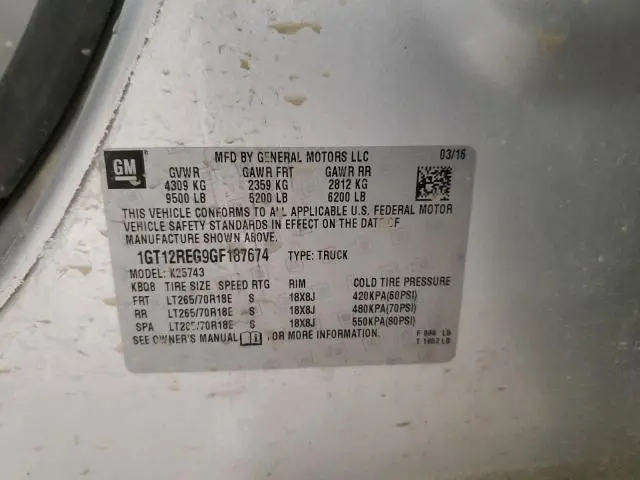 GM
MFD BY GENERAL MOTORS LLC 03/16
GVWR GAWR FRT GAWR RR
4309 KG 2359 KG 2812 KG
9500 LB 5200 LB 6200 LB
THIS VEHICLE CONFORMS TO ALL APPLICABLE U.S. FEDERAL MOTOR
VEHICLE SAFETY STANDARDS IN EFFECT ON THE DATE OF
MANUFACTURE SHOWN ABOVE.
1GT12REG9GF187674 TYPE: TRUCK
MODEL: K25743
KBQ8 TIRE SIZE SPEED RTG RIM COLD TIRE PRESSURE
FRT LT265/70R18E S 18X8J 420KPA(60PSI)
RR LT265/70R18E S 18X8J 480KPA(70PSI)
SPA LT265/70R18E S 18X8J 550KPA(80PSI)
SEE OWNER'S MANUAL FOR MORE INFORMATION.
F LB
T 1052 LB